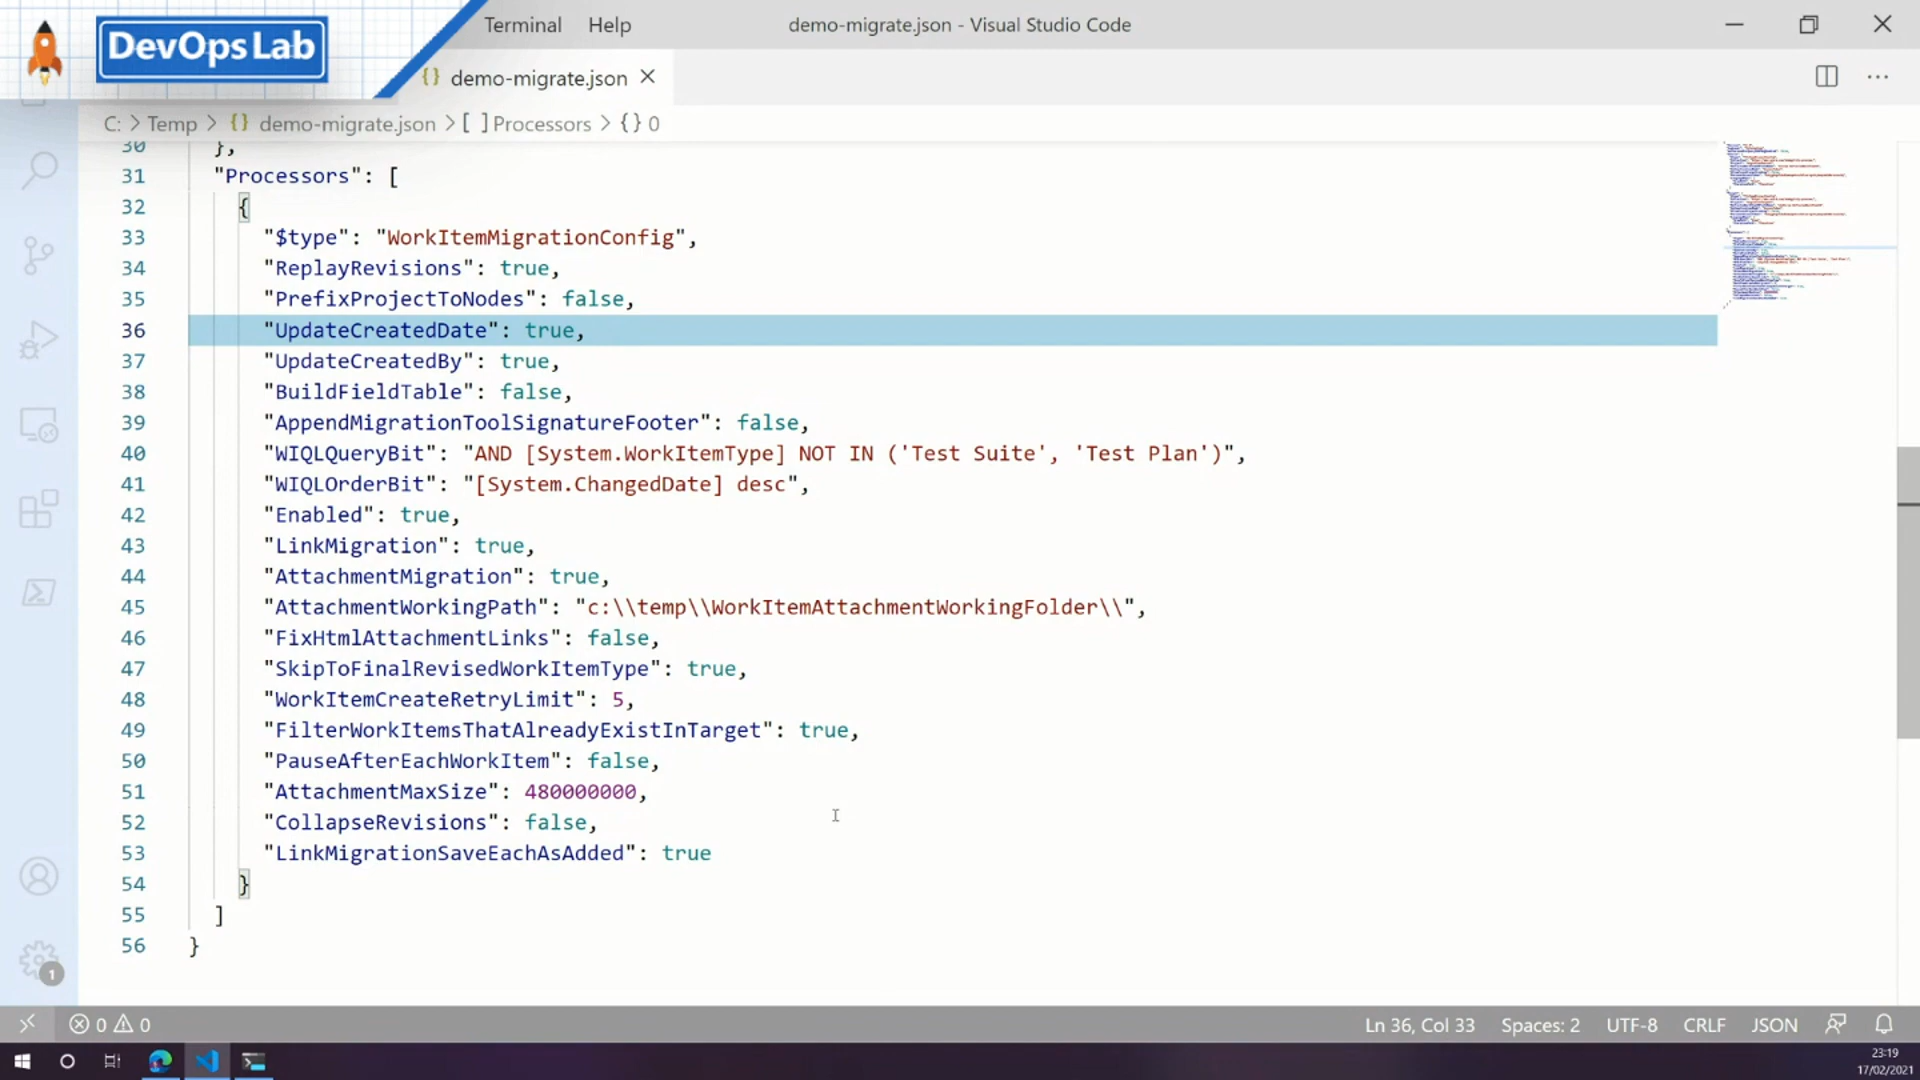 DevOps Lab
Terminal Help
demo-migrate.json - Visual Studio Code
{} demo-migrate.json
C: > Temp > {} demo-migrate.json > [ ] Processors > {} 0
30 },
31 "Processors": [
32 {
33 "$type": "WorkItemMigrationConfig",
34 "ReplayRevisions": true,
35 "PrefixProjectToNodes": false,
36 "UpdateCreatedDate": true,
37 "UpdateCreatedBy": true,
38 "BuildFieldTable": false,
39 "AppendMigrationToolSignatureFooter": false,
40 "WIQLQueryBit": "AND [System.WorkItemType] NOT IN ('Test Suite', 'Test Plan')",
41 "WIQLOrderBit": "[System.ChangedDate] desc",
42 "Enabled": true,
43 "LinkMigration": true,
44 "AttachmentMigration": true,
45 "AttachmentWorkingPath": "c:\\temp\\WorkItemAttachmentWorkingFolder\\",
46 "FixHtmlAttachmentLinks": false,
47 "SkipToFinalRevisedWorkItemType": true,
48 "WorkItemCreateRetryLimit": 5,
49 "FilterWorkItemsThatAlreadyExistInTarget": true,
50 "PauseAfterEachWorkItem": false,
51 "AttachmentMaxSize": 480000000,
52 "CollapseRevisions": false,
53 "LinkMigrationSaveEachAsAdded": true
54 }
55 ]
56 }
1
0 0
Ln 36, Col 33 Spaces: 2 UTF-8 CRLF JSON
23:19
17/02/2021